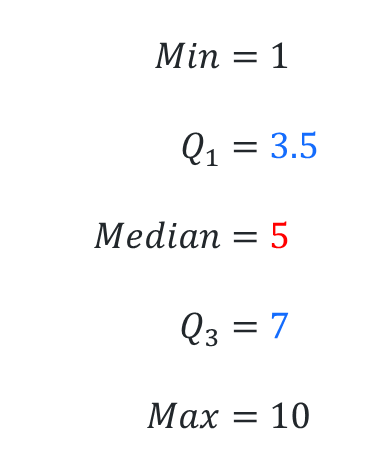 Min = 1
Q₁ = 3.5
Median = 5
Q₃ = 7
Max = 10